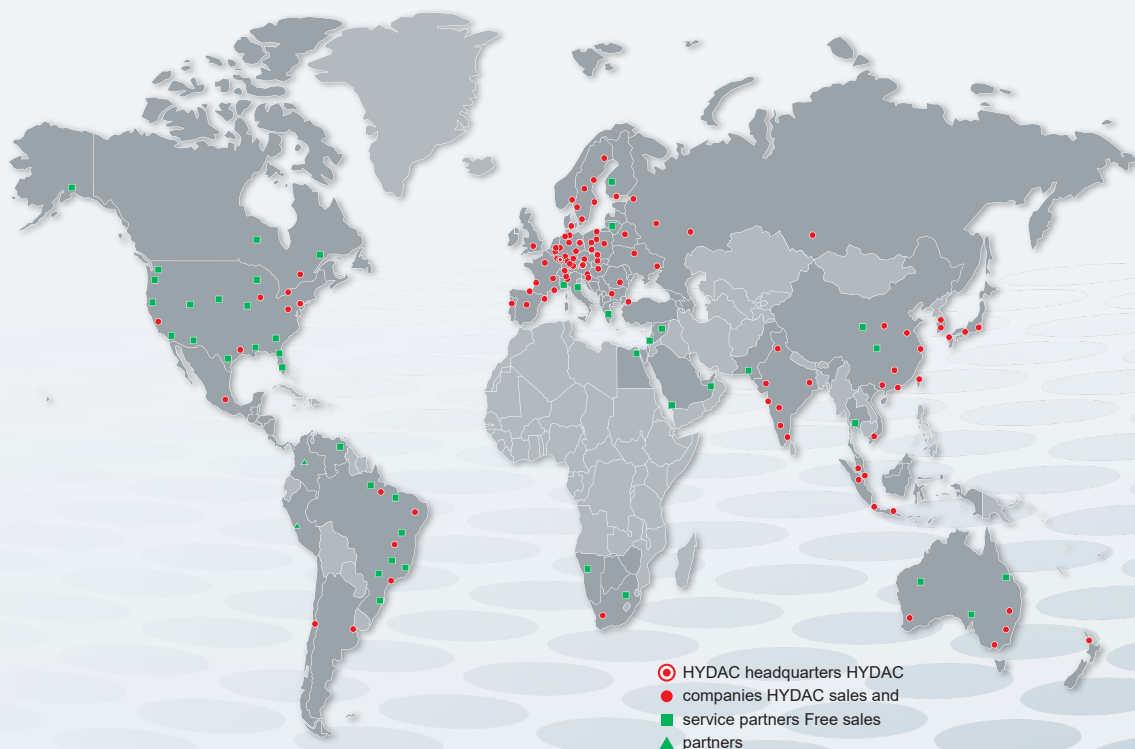 HYDAC headquarters HYDAC
companies HYDAC sales and
service partners Free sales
partners